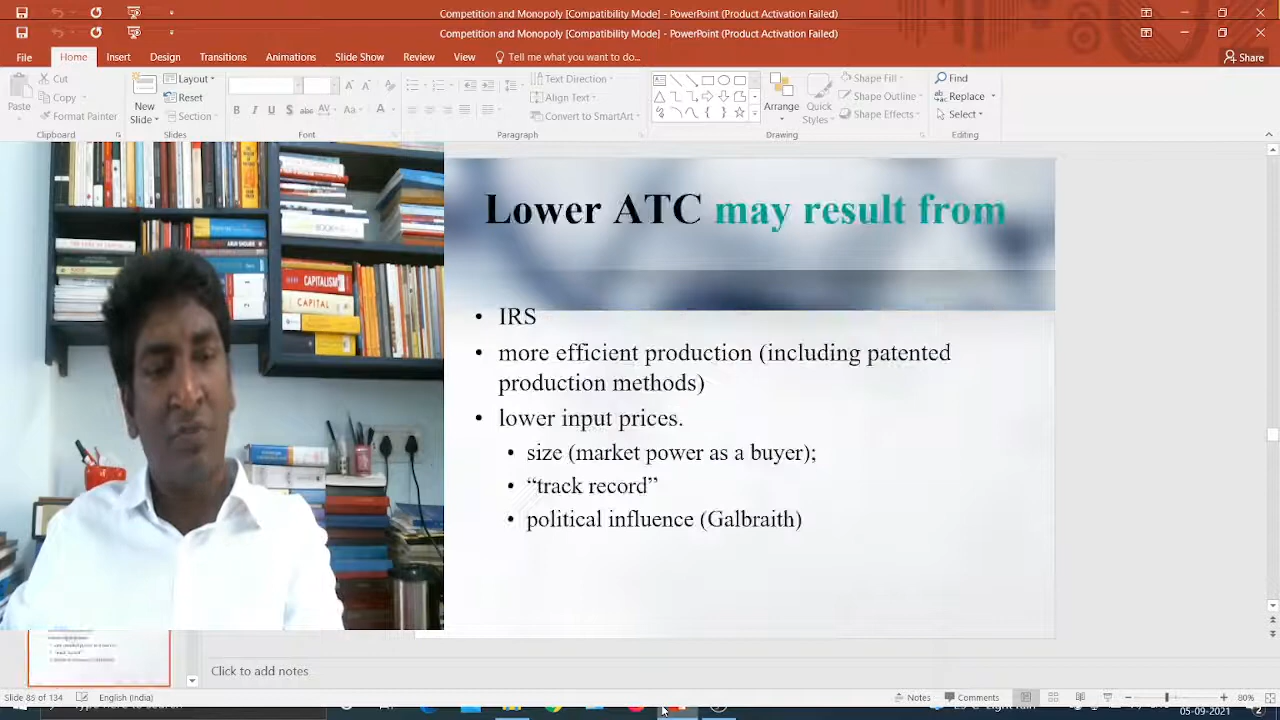 Competition and Monopoly [Compatibility Mode] - PowerPoint (Product Activation Failed)
Competition and Monopoly [Compatibility Mode] - PowerPoint (Product Activation Failed)
File Home Insert Design Transitions Animations Slide Show Review View Tell me what you want to do... Share
Paste Cut Copy Format Painter
New Slide Layout Reset Section
B I U S abc AV Aa A
Text Direction Align Text Convert to SmartArt
Arrange Quick Styles Shape Fill Shape Outline Shape Effects
Find Replace Select
Clipboard Slides Font Paragraph Drawing Editing
CAPITALISM
CAPITAL
Lower ATC may result from
• IRS
• more efficient production (including patented
production methods)
• lower input prices.
• size (market power as a buyer);
• “track record”
• political influence (Galbraith)
Click to add notes
Slide 85 of 134 English (India) Notes Comments 80%
05-09-2021